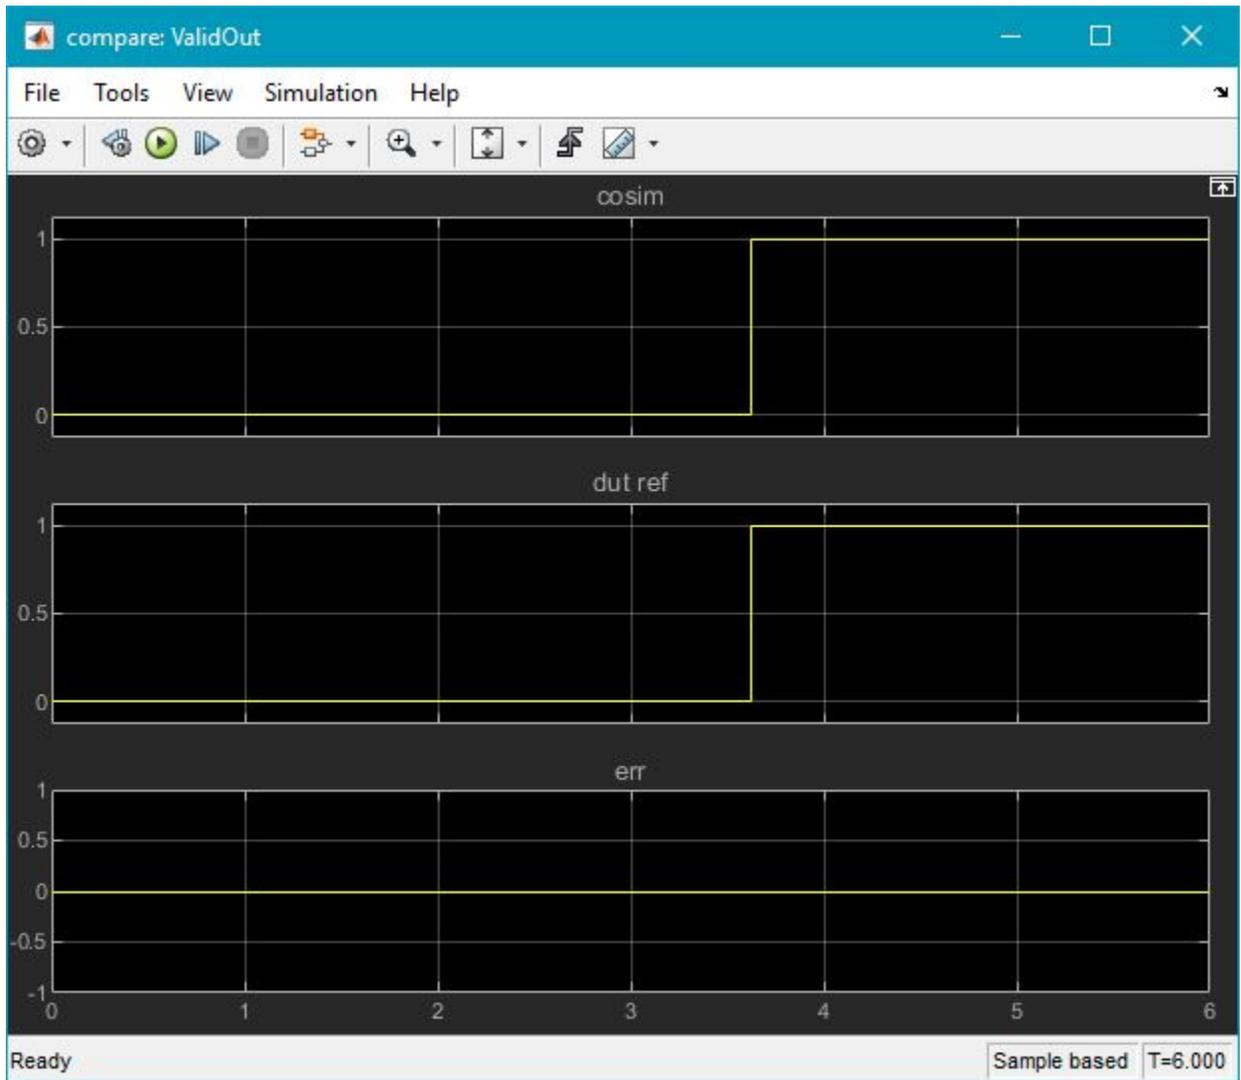 compare: ValidOut
File Tools View Simulation Help
cosim
1
0.5
0
dut ref
1
0.5
0
err
1
0.5
0
-0.5
-1
0 1 2 3 4 5 6
Ready Sample based T=6.000